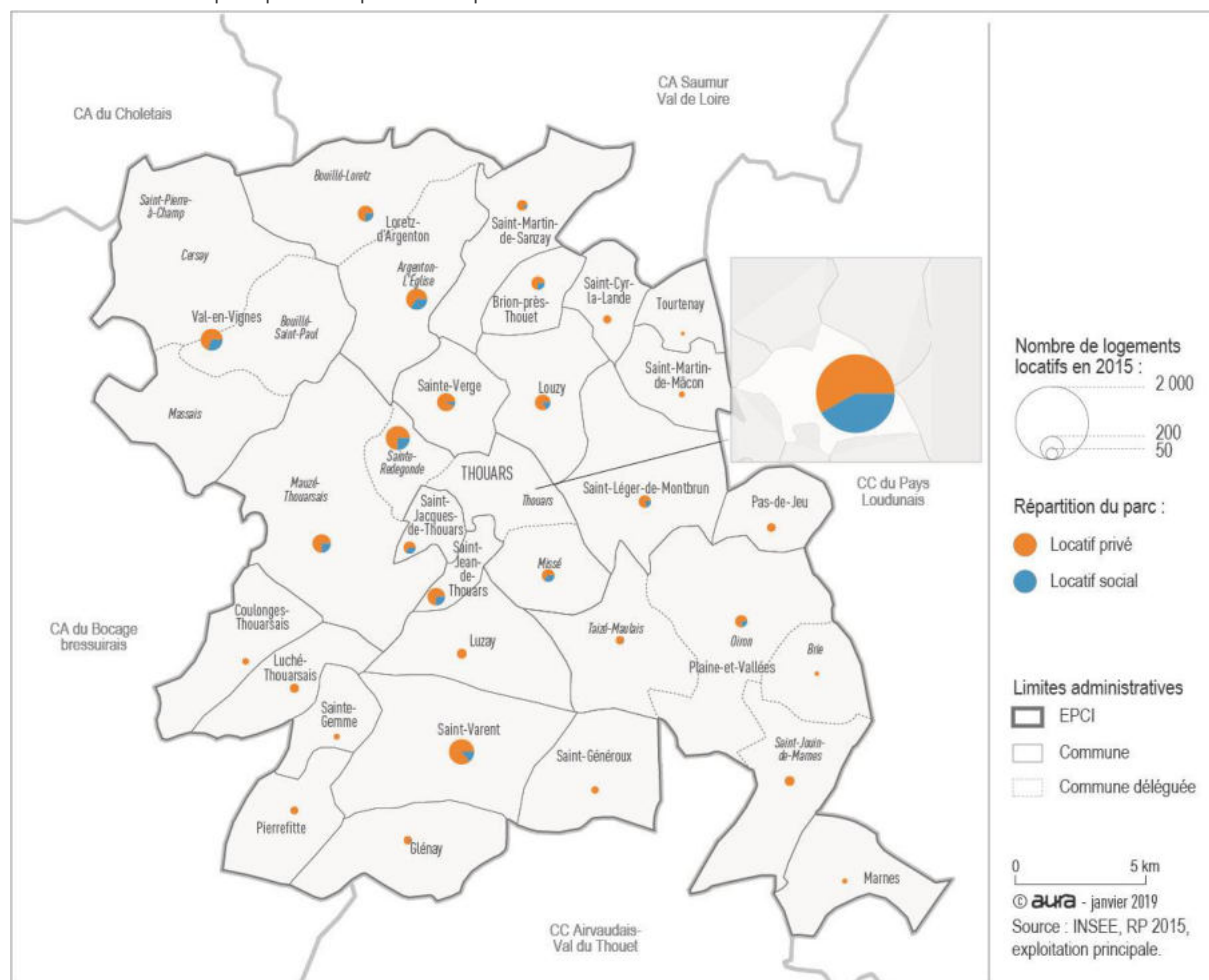 CA du Choletais
CA Saumur
Val de Loire
Bouillé-Loretz
Saint-Pierre-
à-Champ
Loretz-
d'Argenton
Saint-Martin-
de-Sanzay
Cersay
Argenton-
L'Église
Brion-près-
Thouet
Saint-Cyr-
la-Lande
Tourtenay
Val-en-Vignes
Bouillé-
Saint-Paul
Saint-Martin-
de-Mâcon
Sainte-Verge
Louzy
Massais
Sainte-
Redegonde
THOUARS
Mauzé-
Thouarsais
Thouars
Saint-Léger-de-Montbrun
CC du Pays
Loudunais
Pas-de-Jeu
Saint-
Jacques-
de-Thouars
Saint-
Jean-
de-
Thouars
Missé
Coulonges-
Thouarsais
CA du Bocage
bressuirais
Luzay
Taizé-Maulais
Oiron
Brie
Plaine-et-Vallées
Luché-
Thouarsais
Sainte-
Gemme
Saint-Varent
Saint-Généroux
Saint-Jouin-
de-Marnes
Pierrefitte
Glénay
Marnes
CC Airvaudais-
Val du Thouet
Nombre de logements
locatifs en 2015 :
2 000
200
50
Répartition du parc :
Locatif privé
Locatif social
Limites administratives
EPCI
Commune
Commune déléguée
0 5 km
© aura - janvier 2019
Source : INSEE, RP 2015,
exploitation principale.